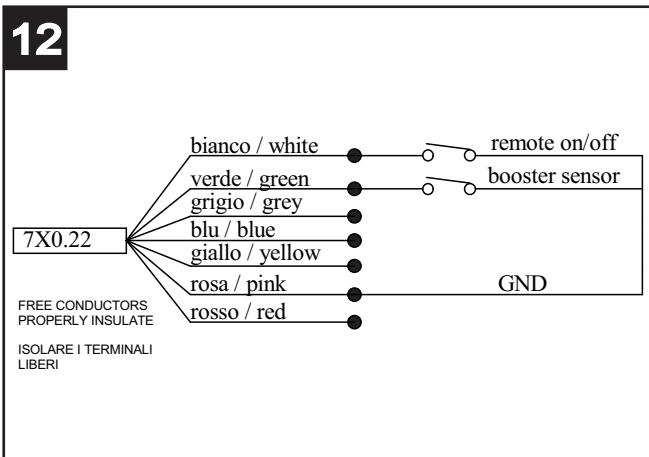 12
bianco / white
remote on/off
verde / green
booster sensor
grigio / grey
7X0.22
blu / blue
giallo / yellow
rosa / pink
GND
rosso / red
FREE CONDUCTORS
PROPERLY INSULATE
ISOLARE I TERMINALI
LIBERI